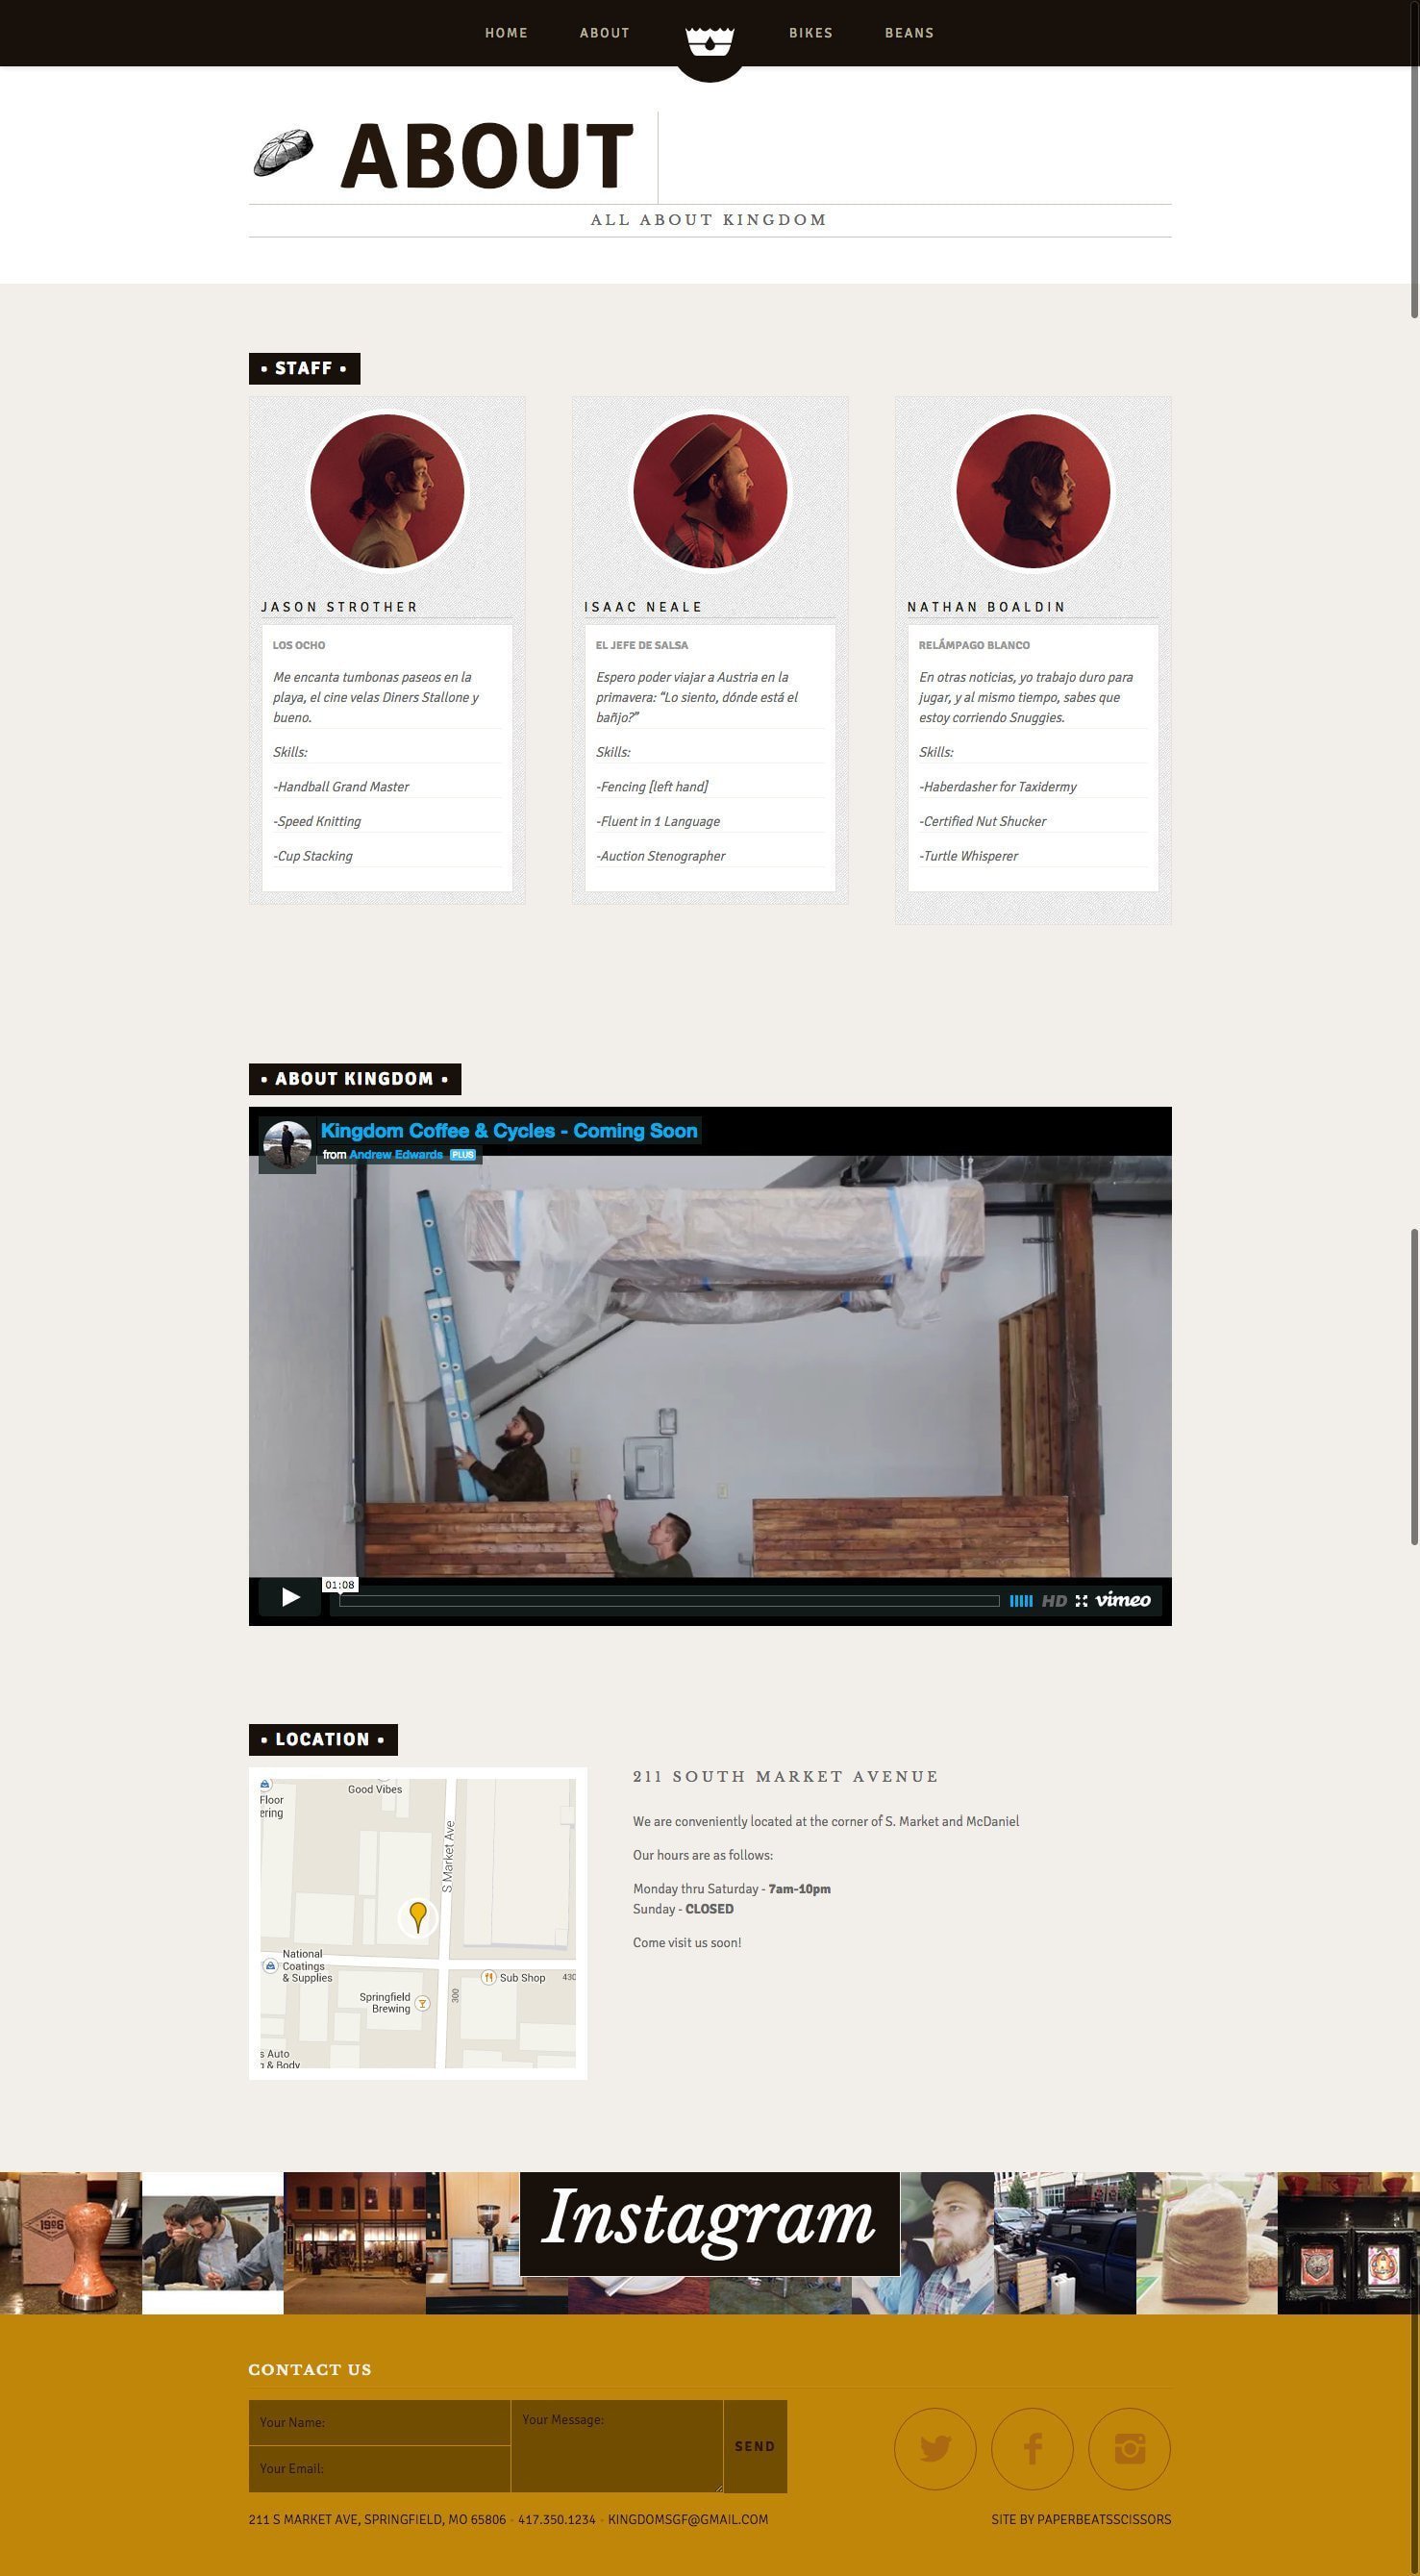 HOME ABOUT BIKES BEANS
ABOUT
ALL ABOUT KINGDOM
• STAFF •
JASON STROTHER
LOS OCHO
Me encanta tumbonas paseos en la
playa, el cine velas Diners Stallone y
bueno.
Skills:
-Handball Grand Master
-Speed Knitting
-Cup Stacking
ISAAC NEALE
EL JEFE DE SALSA
Espero poder viajar a Austria en la
primavera: “Lo siento, dónde está el
bañjo?”
Skills:
-Fencing [left hand]
-Fluent in 1 Language
-Auction Stenographer
NATHAN BOALDIN
RELÁMPAGO BLANCO
En otras noticias, yo trabajo duro para
jugar, y al mismo tiempo, sabes que
estoy corriendo Snuggies.
Skills:
-Haberdasher for Taxidermy
-Certified Nut Shucker
-Turtle Whisperer
• ABOUT KINGDOM •
Kingdom Coffee & Cycles - Coming Soon
from Andrew Edwards PLUS
01:08
HD vimeo
• LOCATION •
Floor
ering
Good Vibes
S Market Ave
National
Coatings
& Supplies
Sub Shop
430
Springfield
Brewing
300
s Auto
g & Body
211 SOUTH MARKET AVENUE
We are conveniently located at the corner of S. Market and McDaniel
Our hours are as follows:
Monday thru Saturday - 7am-10pm
Sunday - CLOSED
Come visit us soon!
1906
Instagram
CONTACT US
Your Name:
Your Email:
Your Message:
SEND
211 S MARKET AVE, SPRINGFIELD, MO 65806 - 417.350.1234 - KINGDOMSGF@GMAIL.COM
SITE BY PAPERBEATSSCISSORS